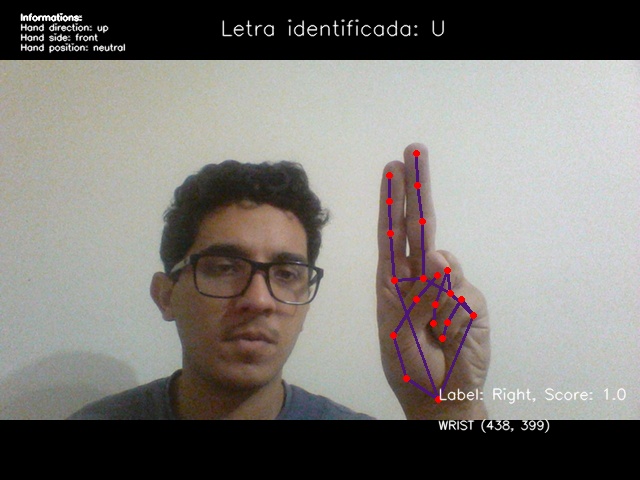 Informations:
Hand direction: up
Hand side: front
Hand position: neutral
Letra identificada: U
Label: Right, Score: 1.0
WRIST (438, 399)